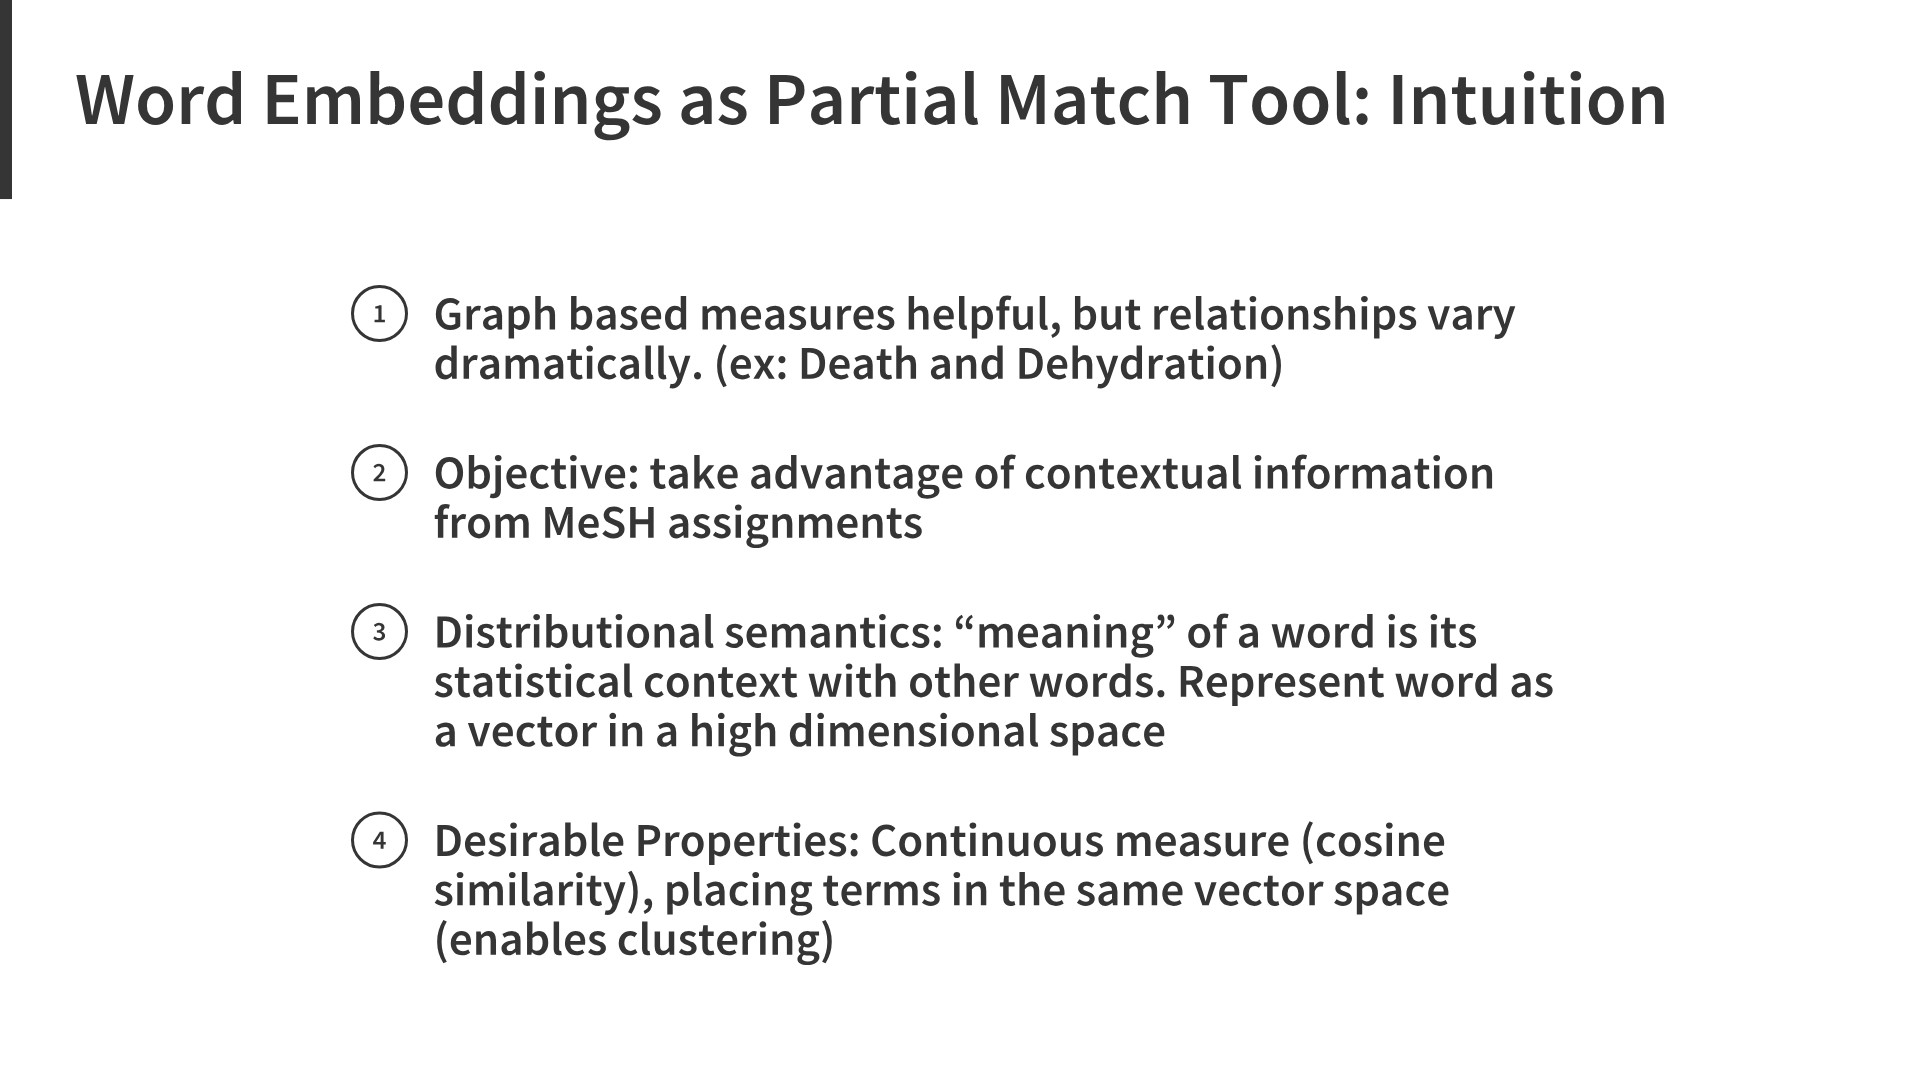 Word Embeddings as Partial Match Tool: Intuition
1 Graph based measures helpful, but relationships vary
dramatically. (ex: Death and Dehydration)
2 Objective: take advantage of contextual information
from MeSH assignments
3 Distributional semantics: “meaning” of a word is its
statistical context with other words. Represent word as
a vector in a high dimensional space
4 Desirable Properties: Continuous measure (cosine
similarity), placing terms in the same vector space
(enables clustering)